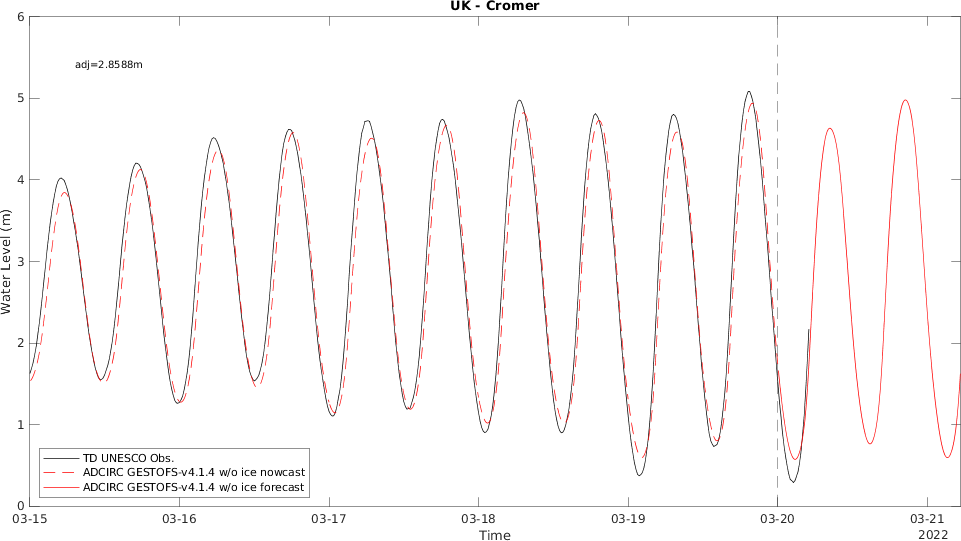 UK - Cromer
6
adj=2.8588m
5
4
3
Water Level (m)
2
1
TD UNESCO Obs.
ADCIRC GESTOFS-v4.1.4 w/o ice nowcast
ADCIRC GESTOFS-v4.1.4 w/o ice forecast
0
03-15 03-16 03-17 03-18 03-19 03-20 03-21
Time 2022